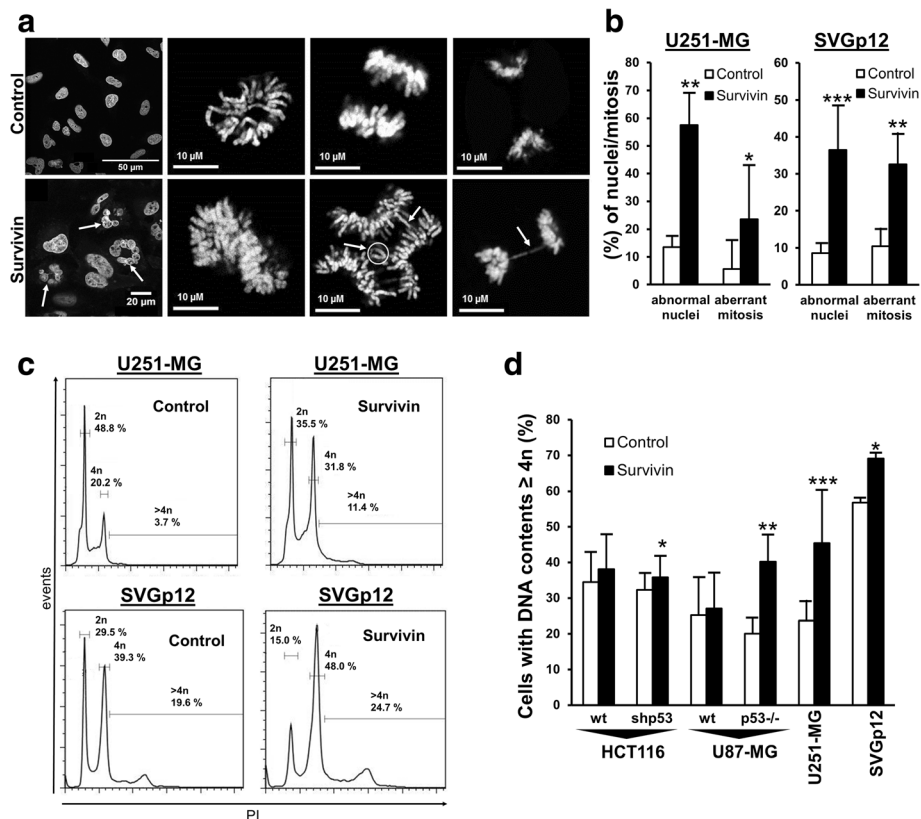 a
Control
50 µm
10 µM
10 µM
10 µM
Survivin
20 µm
10 µM
10 µM
10 µM
b
U251-MG
SVGp12
(%) of nuclei/mitosis
80
70
60
50
40
30
20
10
0
Control
Survivin
**
*
abnormal nuclei
aberrant mitosis
60
50
40
30
20
10
0
Control
Survivin
***
**
abnormal nuclei
aberrant mitosis
c
events
U251-MG
Control
2n
48.8 %
4n
20.2 %
>4n
3.7 %
U251-MG
Survivin
2n
35.5 %
4n
31.8 %
>4n
11.4 %
SVGp12
Control
2n
29.5 %
4n
39.3 %
>4n
19.6 %
SVGp12
Survivin
2n
15.0 %
4n
48.0 %
>4n
24.7 %
PI
d
Cells with DNA contents ≥ 4n (%)
80
70
60
50
40
30
20
10
0
Control
Survivin
*
**
***
*
wt
shp53
wt
p53-/-
HCT116
U87-MG
U251-MG
SVGp12